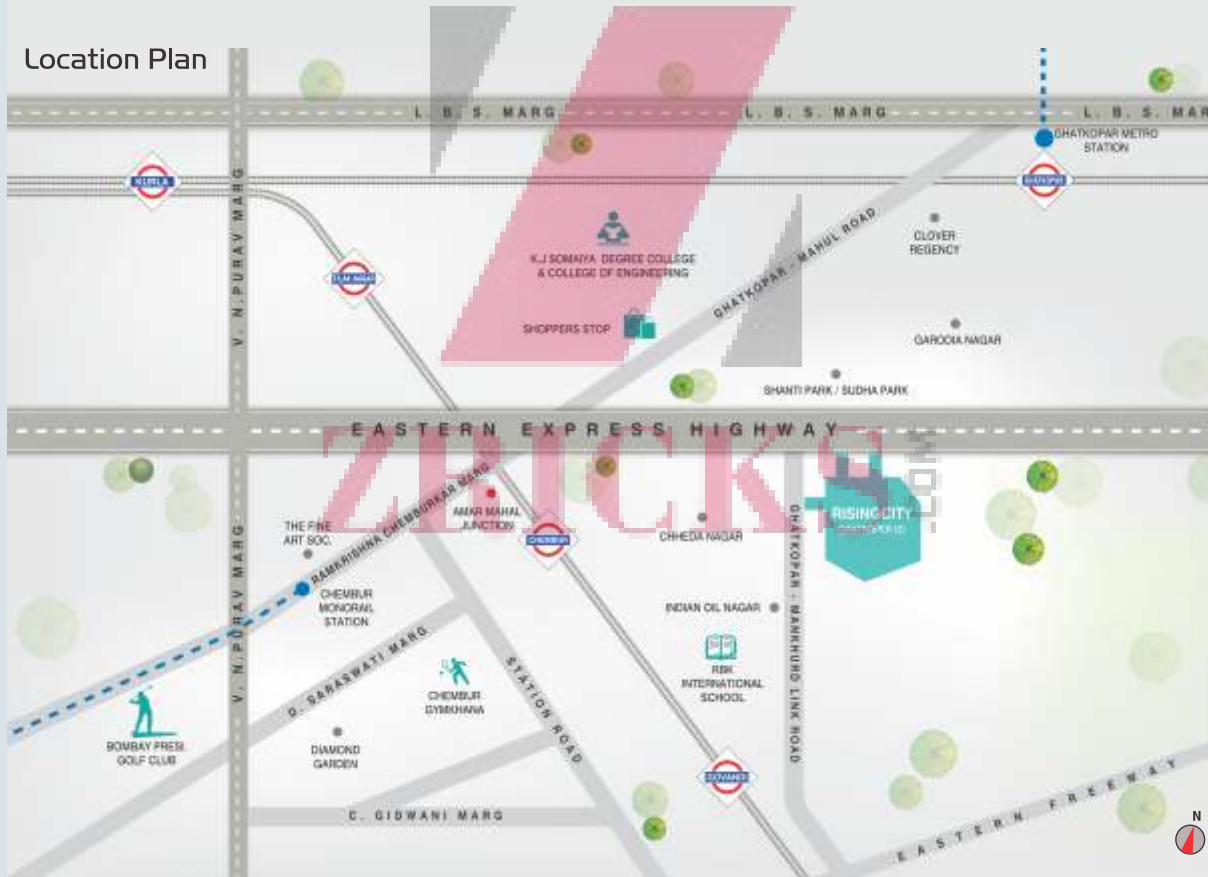 Location Plan
L. B. S. MARG
L. B. S. MARG
L. B. S. MAR
GHATKOPAR METRO
STATION
KURLA
GHATKOPAR
V. N. PURAV MARG
CLOVER
REGENCY
K.J SOMAIYA DEGREE COLLEGE
& COLLEGE OF ENGINEERING
GHATKOPAR - MAHUL ROAD
SHOPPERS STOP
GARODIA NAGAR
SHANTI PARK / SUDHA PARK
EASTERN EXPRESS HIGHWAY
ZRICKS
.COM
RAMKRISHNA CHEMBURKAR MARG
AMAR MAHAL
JUNCTION
CHEMBUR
CHHEDA NAGAR
RISING CITY
THE FINE
ART SOC.
CHEMBUR
MONORAIL
STATION
V. N. PURAV MARG
INDIAN OIL NAGAR
GHATKOPAR - MANKHURD LINK ROAD
D. SARASWATI MARG
CHEMBUR
GYMKHANA
STATION ROAD
RBK
INTERNATIONAL
SCHOOL
BOMBAY PRESI.
GOLF CLUB
DIAMOND
GARDEN
GOVANDI
C. GIDWANI MARG
EASTERN FREEWAY
N